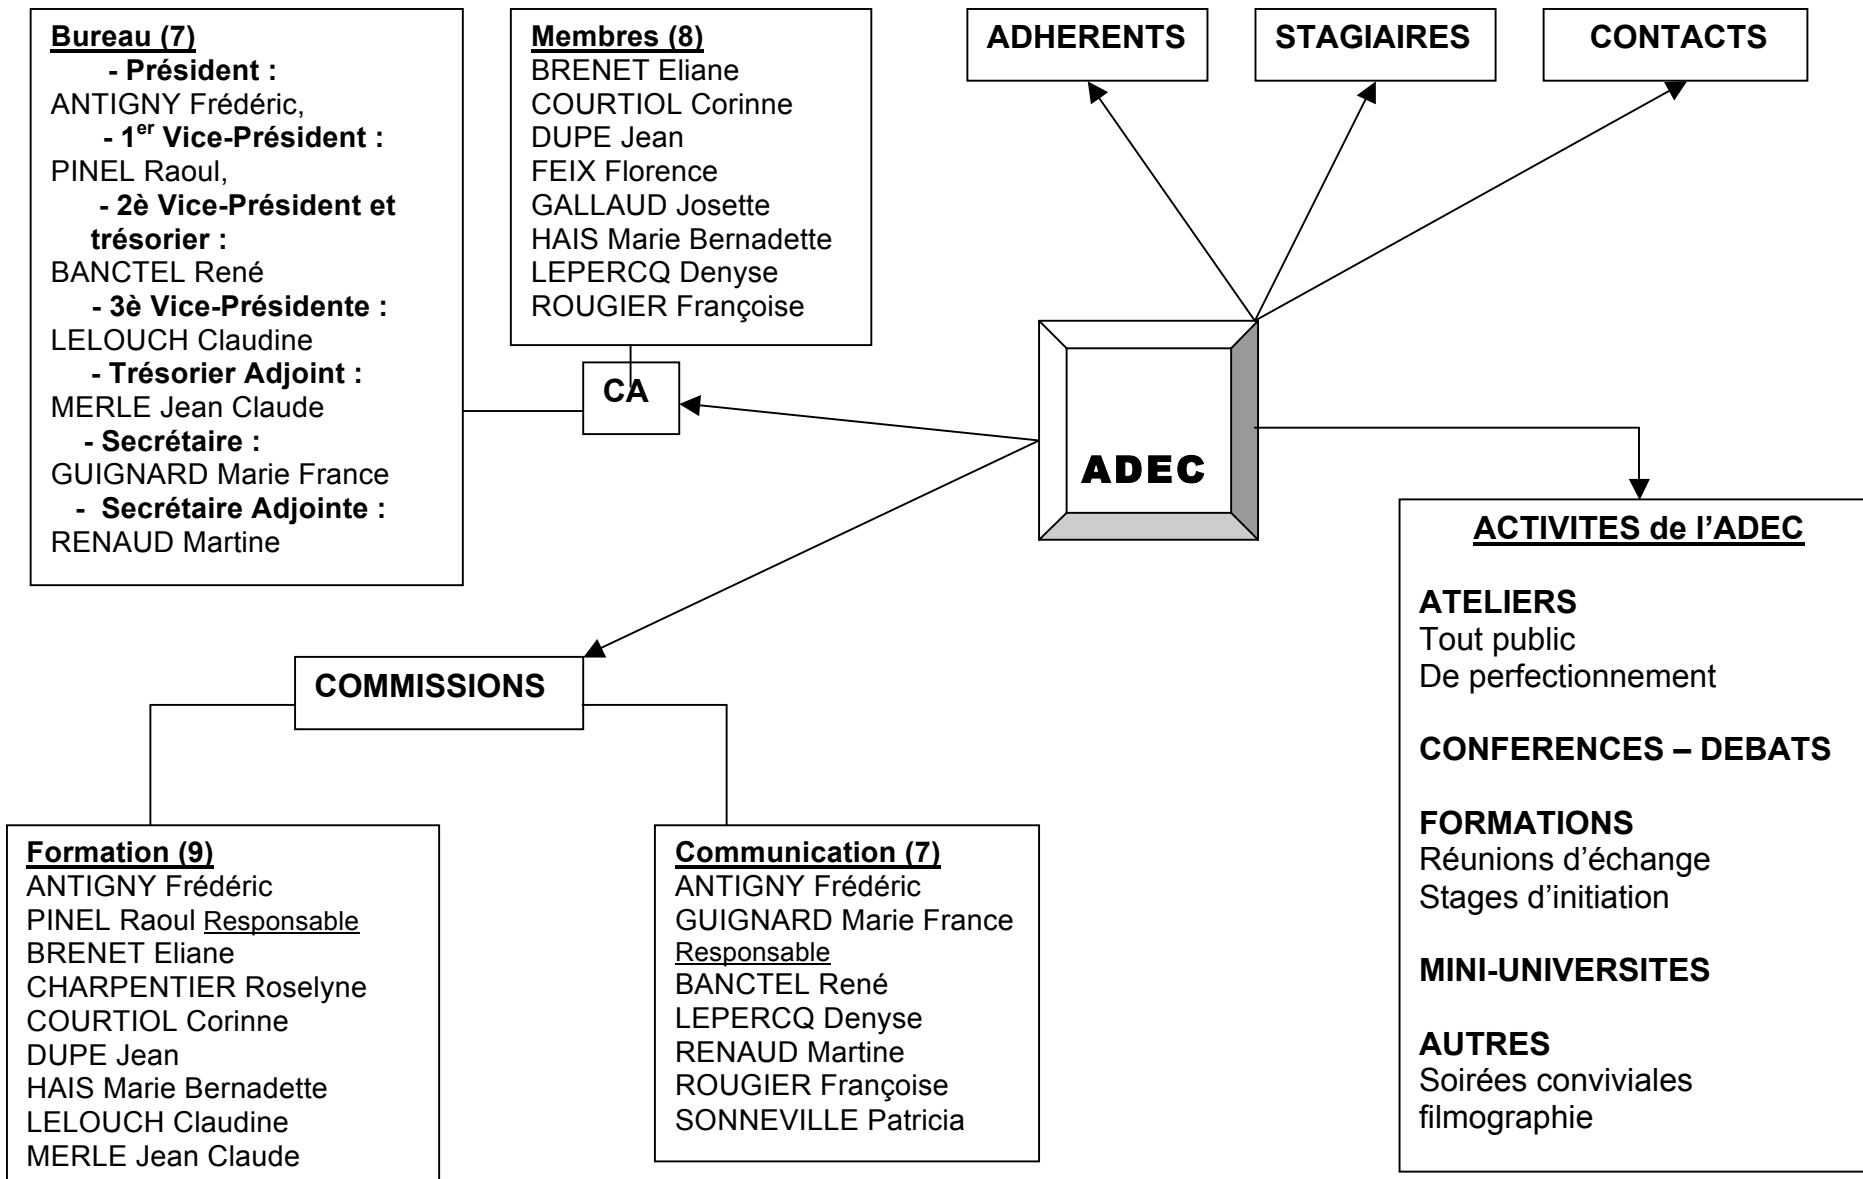 Bureau (7)
- Président :
ANTIGNY Frédéric,
- 1er Vice-Président :
PINEL Raoul,
- 2è Vice-Président et
trésorier :
BANCTEL René
- 3è Vice-Présidente :
LELOUCH Claudine
- Trésorier Adjoint :
MERLE Jean Claude
- Secrétaire :
GUIGNARD Marie France
- Secrétaire Adjointe :
RENAUD Martine
Membres (8)
BRENET Eliane
COURTIOL Corinne
DUPE Jean
FEIX Florence
GALLAUD Josette
HAIS Marie Bernadette
LEPERCQ Denyse
ROUGIER Françoise
ADHERENTS
STAGIAIRES
CONTACTS
CA
ADEC
COMMISSIONS
Formation (9)
ANTIGNY Frédéric
PINEL Raoul Responsable
BRENET Eliane
CHARPENTIER Roselyne
COURTIOL Corinne
DUPE Jean
HAIS Marie Bernadette
LELOUCH Claudine
MERLE Jean Claude
Communication (7)
ANTIGNY Frédéric
GUIGNARD Marie France
Responsable
BANCTEL René
LEPERCQ Denyse
RENAUD Martine
ROUGIER Françoise
SONNEVILLE Patricia
ACTIVITES de l’ADEC
ATELIERS
Tout public
De perfectionnement
CONFERENCES – DEBATS
FORMATIONS
Réunions d’échange
Stages d’initiation
MINI-UNIVERSITES
AUTRES
Soirées conviviales
filmographie